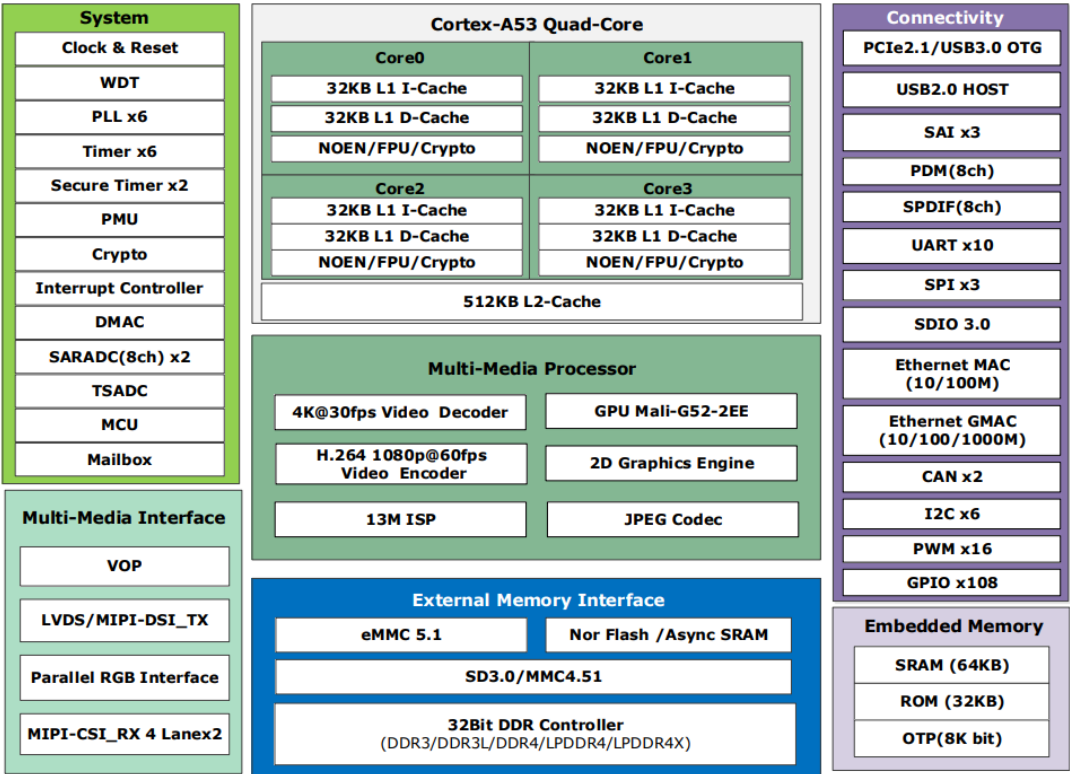 System
Clock & Reset
WDT
PLL x6
Timer x6
Secure Timer x2
PMU
Crypto
Interrupt Controller
DMAC
SARADC(8ch) x2
TSADC
MCU
Mailbox
Multi-Media Interface
VOP
LVDS/MIPI-DSI_TX
Parallel RGB Interface
MIPI-CSI_RX 4 Lanex2
Cortex-A53 Quad-Core
Core0
32KB L1 I-Cache
32KB L1 D-Cache
NOEN/FPU/Crypto
Core1
32KB L1 I-Cache
32KB L1 D-Cache
NOEN/FPU/Crypto
Core2
32KB L1 I-Cache
32KB L1 D-Cache
NOEN/FPU/Crypto
Core3
32KB L1 I-Cache
32KB L1 D-Cache
NOEN/FPU/Crypto
512KB L2-Cache
Multi-Media Processor
4K@30fps Video Decoder
GPU Mali-G52-2EE
H.264 1080p@60fps
Video Encoder
2D Graphics Engine
13M ISP
JPEG Codec
External Memory Interface
eMMC 5.1
Nor Flash /Async SRAM
SD3.0/MMC4.51
32Bit DDR Controller
(DDR3/DDR3L/DDR4/LPDDR4/LPDDR4X)
Connectivity
PCIe2.1/USB3.0 OTG
USB2.0 HOST
SAI x3
PDM(8ch)
SPDIF(8ch)
UART x10
SPI x3
SDIO 3.0
Ethernet MAC
(10/100M)
Ethernet GMAC
(10/100/1000M)
CAN x2
I2C x6
PWM x16
GPIO x108
Embedded Memory
SRAM (64KB)
ROM (32KB)
OTP(8K bit)